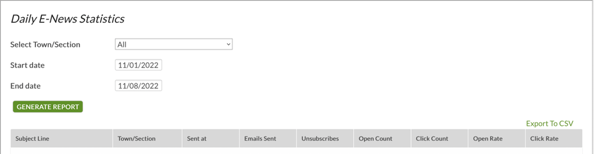 Daily E-News Statistics
Select Town/Section All
Start date 11/01/2022
End date 11/08/2022
GENERATE REPORT
Export To CSV
Subject Line Town/Section Sent at Emails Sent Unsubscribes Open Count Click Count Open Rate Click Rate